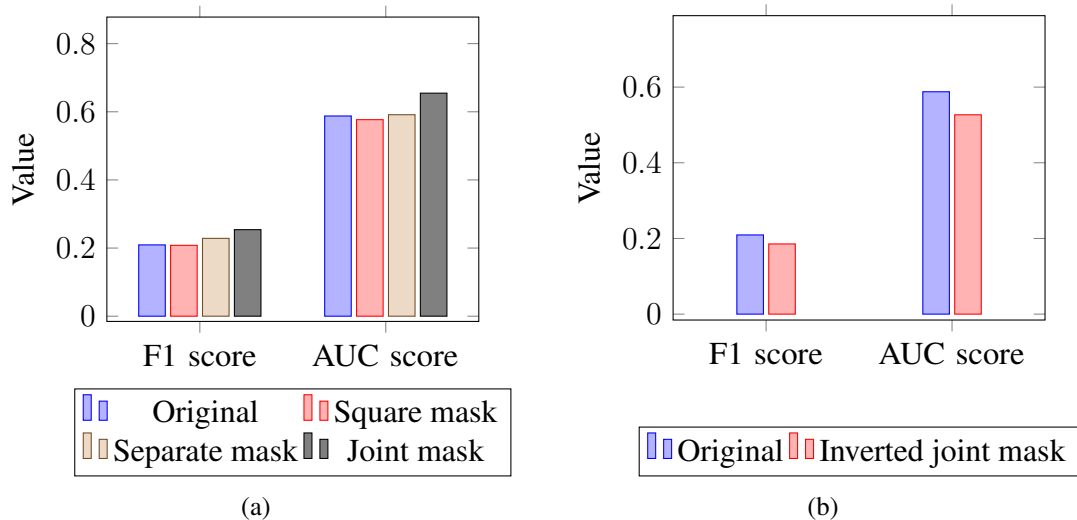 0.8
0.6
0.4
0.2
0
Value
F1 score AUC score
Original Square mask
Separate mask Joint mask
(a)
0.6
0.4
0.2
0
Value
F1 score AUC score
Original Inverted joint mask
(b)